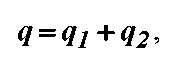 q = q₁ + q₂ ,